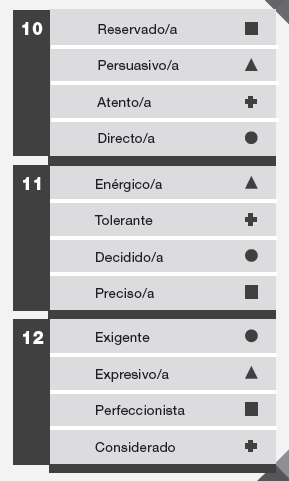 10
Reservado/a
Persuasivo/a
Atento/a
Directo/a
11
Enérgico/a
Tolerante
Decidido/a
Preciso/a
12
Exigente
Expresivo/a
Perfeccionista
Considerado